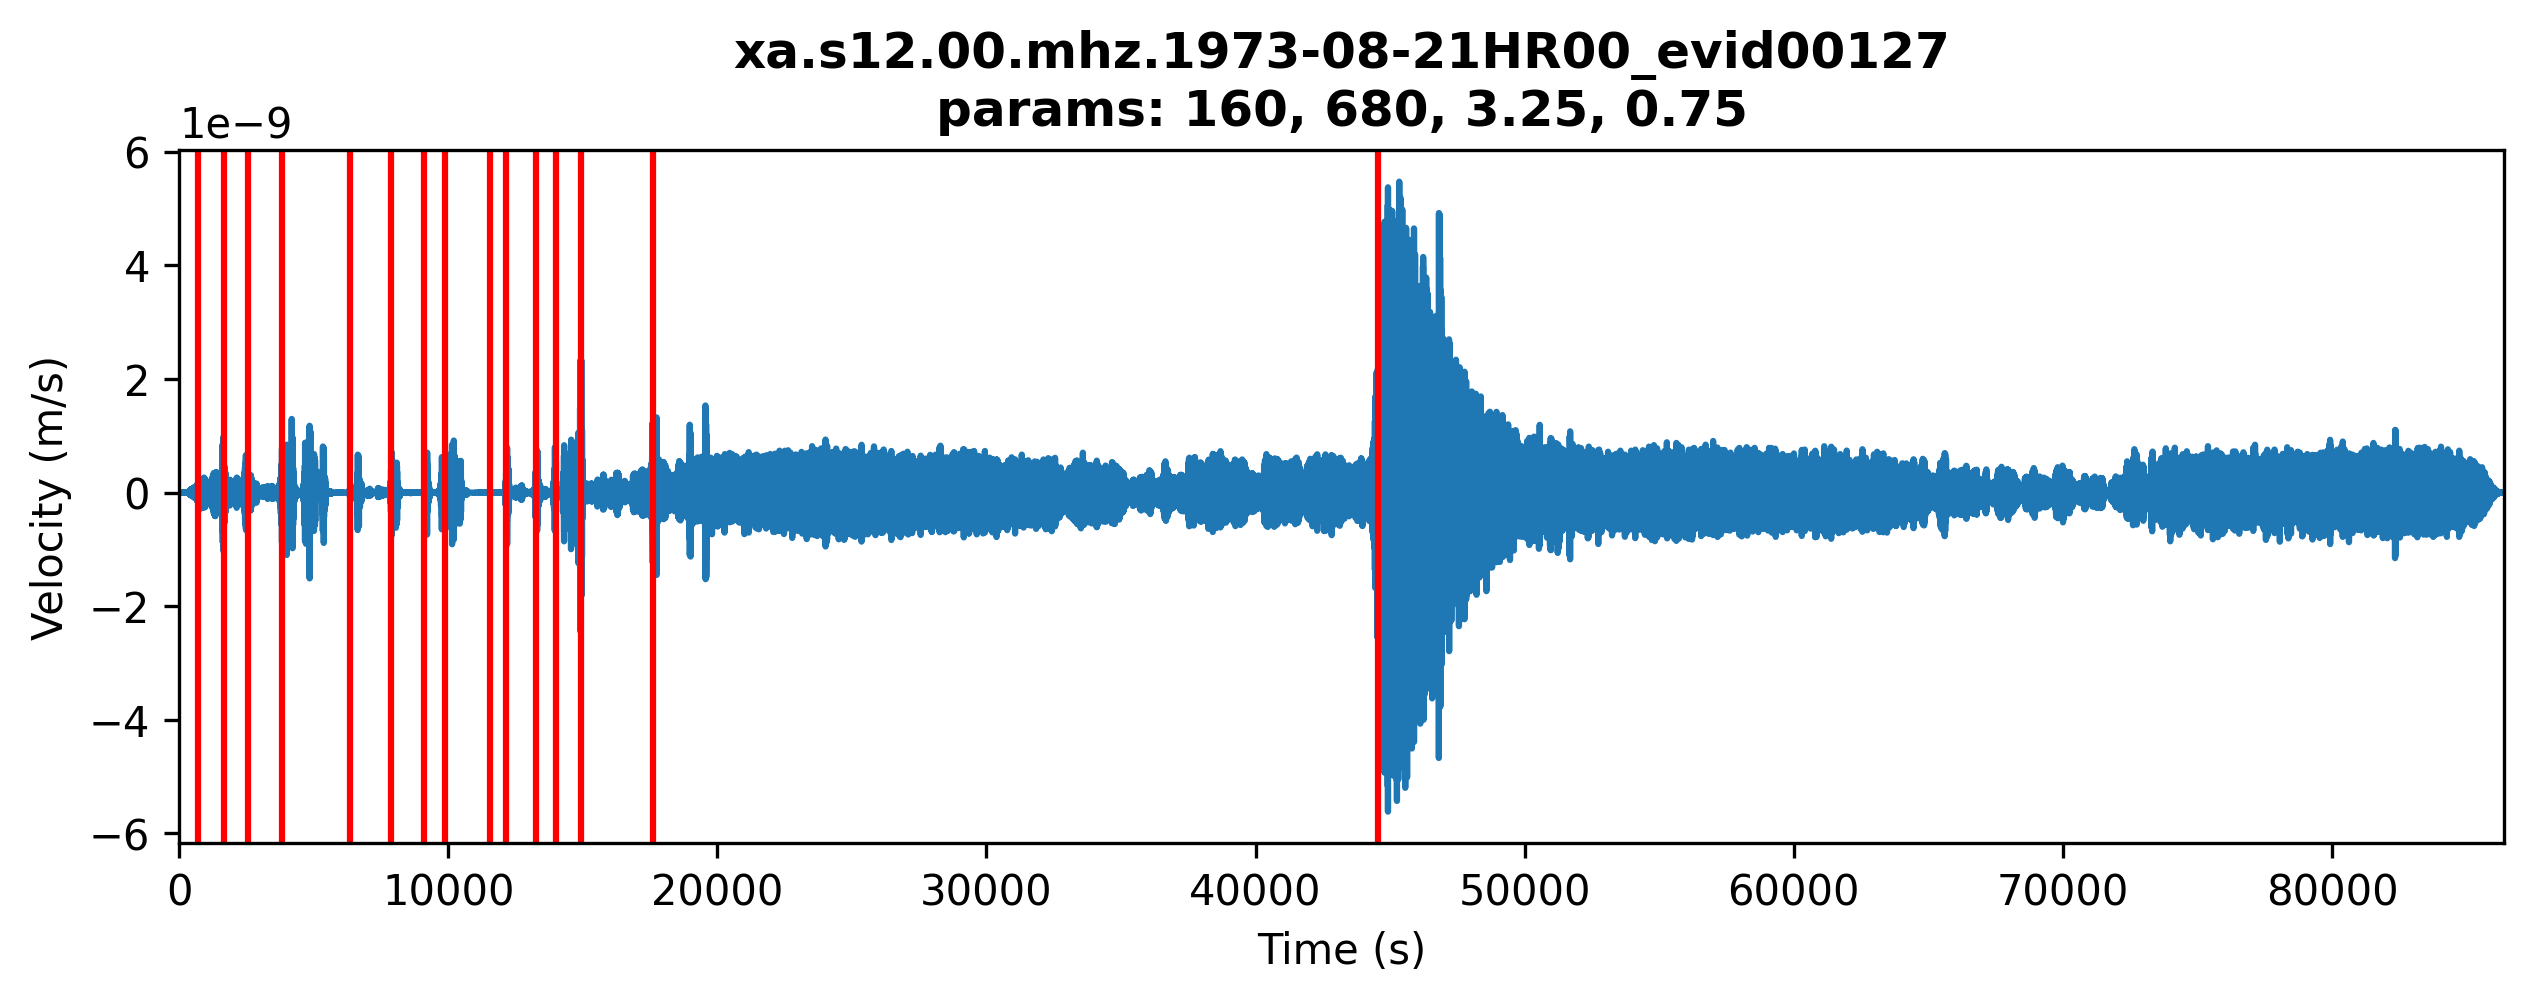 xa.s12.00.mhz.1973-08-21HR00_evid00127
params: 160, 680, 3.25, 0.75
1e−9
6
4
2
0
−2
−4
−6
Velocity (m/s)
0 10000 20000 30000 40000 50000 60000 70000 80000
Time (s)